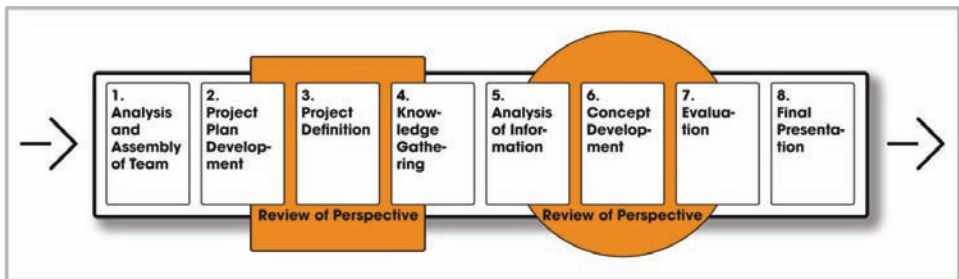 1.
Analysis
and
Assembly
of Team
2.
Project
Plan
Develop-
ment
3.
Project
Definition
4.
Know-
ledge
Gathe-
ring
5.
Analysis
of Infor-
mation
6.
Concept
Develop-
ment
7.
Evalua-
tion
8.
Final
Presenta-
tion
Review of Perspective
Review of Perspective